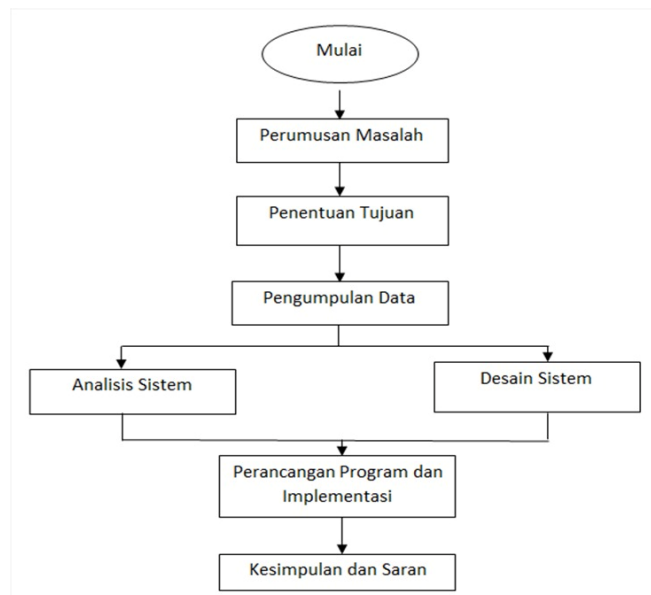 Mulai
Perumusan Masalah
Penentuan Tujuan
Pengumpulan Data
Analisis Sistem
Desain Sistem
Perancangan Program dan
Implementasi
Kesimpulan dan Saran